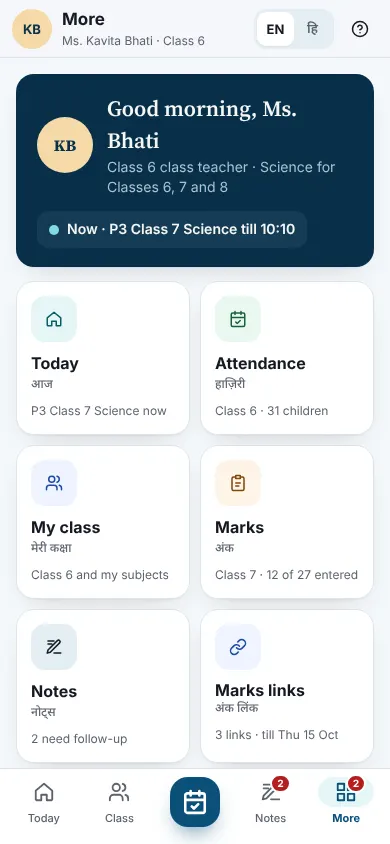 KB
More
Ms. Kavita Bhati · Class 6
EN
हि
KB
Good morning, Ms.
Bhati
Class 6 class teacher · Science for
Classes 6, 7 and 8
Now · P3 Class 7 Science till 10:10
Today
आज
P3 Class 7 Science now
Attendance
हाज़िरी
Class 6 · 31 children
My class
मेरी कक्षा
Class 6 and my subjects
Marks
अंक
Class 7 · 12 of 27 entered
Notes
नोट्स
2 need follow-up
Marks links
अंक लिंक
3 links · till Thu 15 Oct
Today
Class
2
Notes
2
More